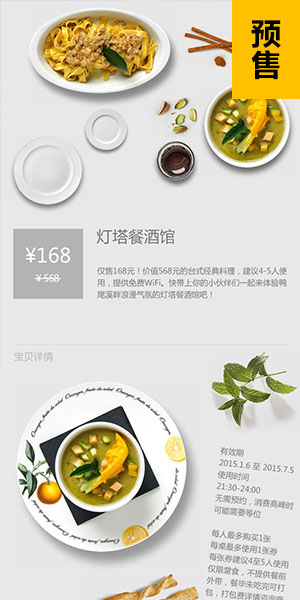 预售
¥168
¥ 568
灯塔餐酒馆
仅售168元！价值568元的台式经典料理，建议4-5人使
用，提供免费WiFi。快带上你的小伙伴们一起来体验鸭
尾溪畔浪漫气氛的灯塔餐酒馆吧！
宝贝详情
有效期
2015.1.6 至 2015.7.5
使用时间
21:30-24:00
无需预约，消费高峰时
可能需要等位
每人最多购买1张
每桌最多使用1张券
每张券建议4至5人使用
仅限堂食，不提供餐前
外带，餐毕未吃完可打
包，打包费详情咨询商